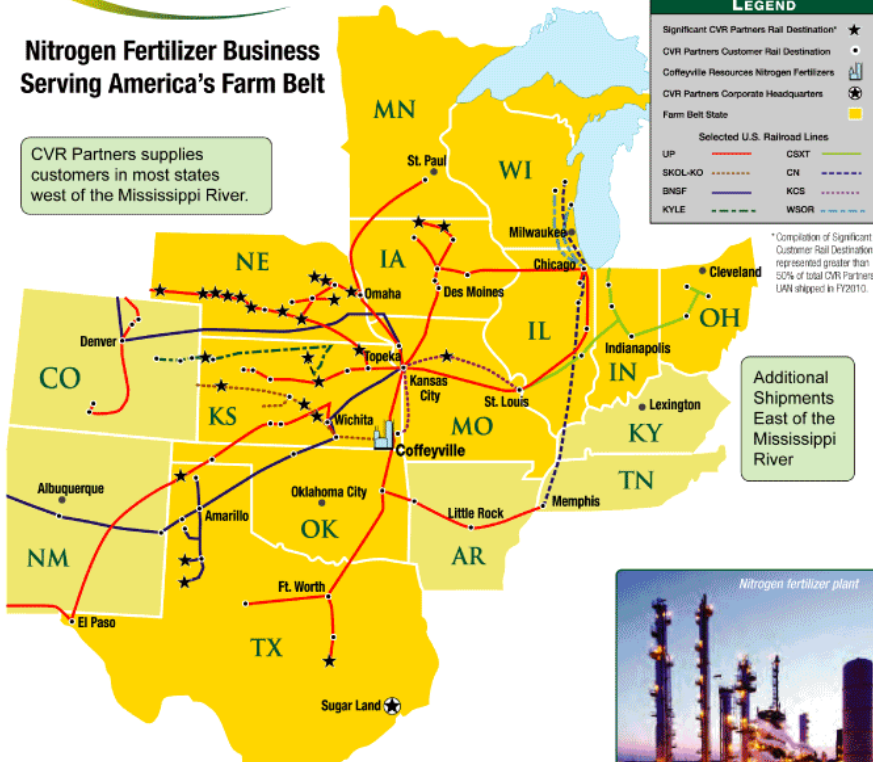 Nitrogen Fertilizer Business
Serving America's Farm Belt
CVR Partners supplies
customers in most states
west of the Mississippi River.
LEGEND
Significant CVR Partners Rail Destination*
CVR Partners Customer Rail Destination
Coffeyville Resources Nitrogen Fertilizers
CVR Partners Corporate Headquarters
Farm Belt State
Selected U.S. Railroad Lines
UP
CSXT
SKOL-KO
CN
BNSF
KCS
KYLE
WSOR
* Compilation of Significant
Customer Rail Destination
represented greater than
50% of total CVR Partners
UAN shipped in FY2010.
MN
St. Paul
WI
Milwaukee
NE
IA
Chicago
Cleveland
Omaha
Des Moines
OH
IL
Denver
Topeka
Indianapolis
CO
Kansas
City
IN
St. Louis
KS
Wichita
MO
Lexington
KY
Coffeyville
Additional
Shipments
East of the
Mississippi
River
TN
Albuquerque
Oklahoma City
Memphis
Amarillo
Little Rock
OK
NM
AR
Ft. Worth
Nitrogen fertilizer plant
El Paso
TX
Sugar Land